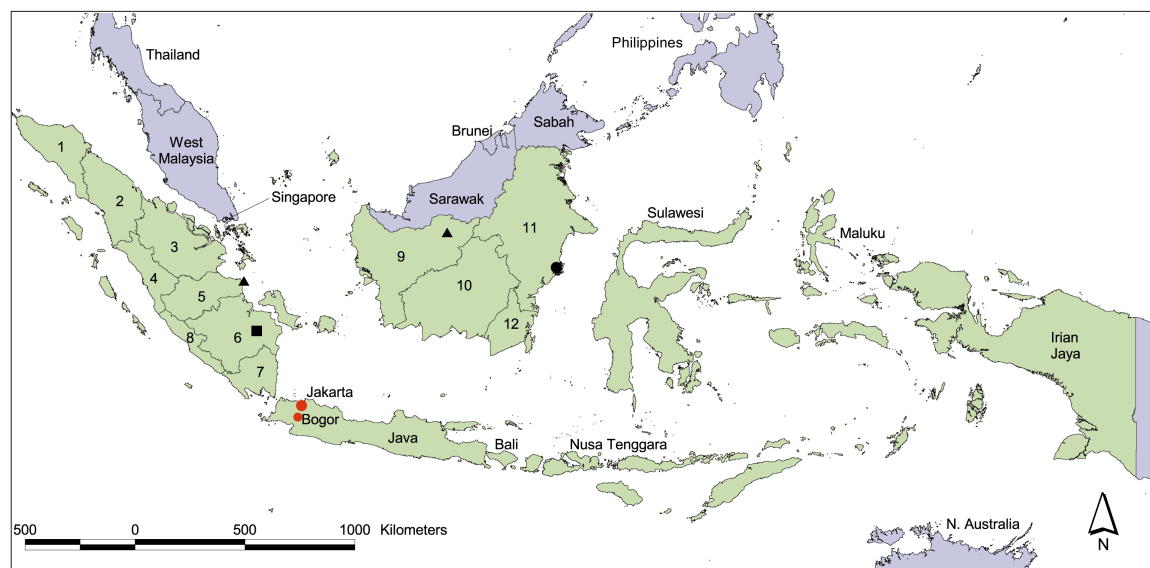 Philippines
Thailand
Brunei
Sabah
West
Malaysia
1
Singapore
Sarawak
2
Sulawesi
11
Maluku
3
9
4
10
5
12
6
8
Irian
Jaya
7
Jakarta
Bogor
Java
Bali
Nusa Tenggara
500 0 500 1000 Kilometers
N. Australia
N